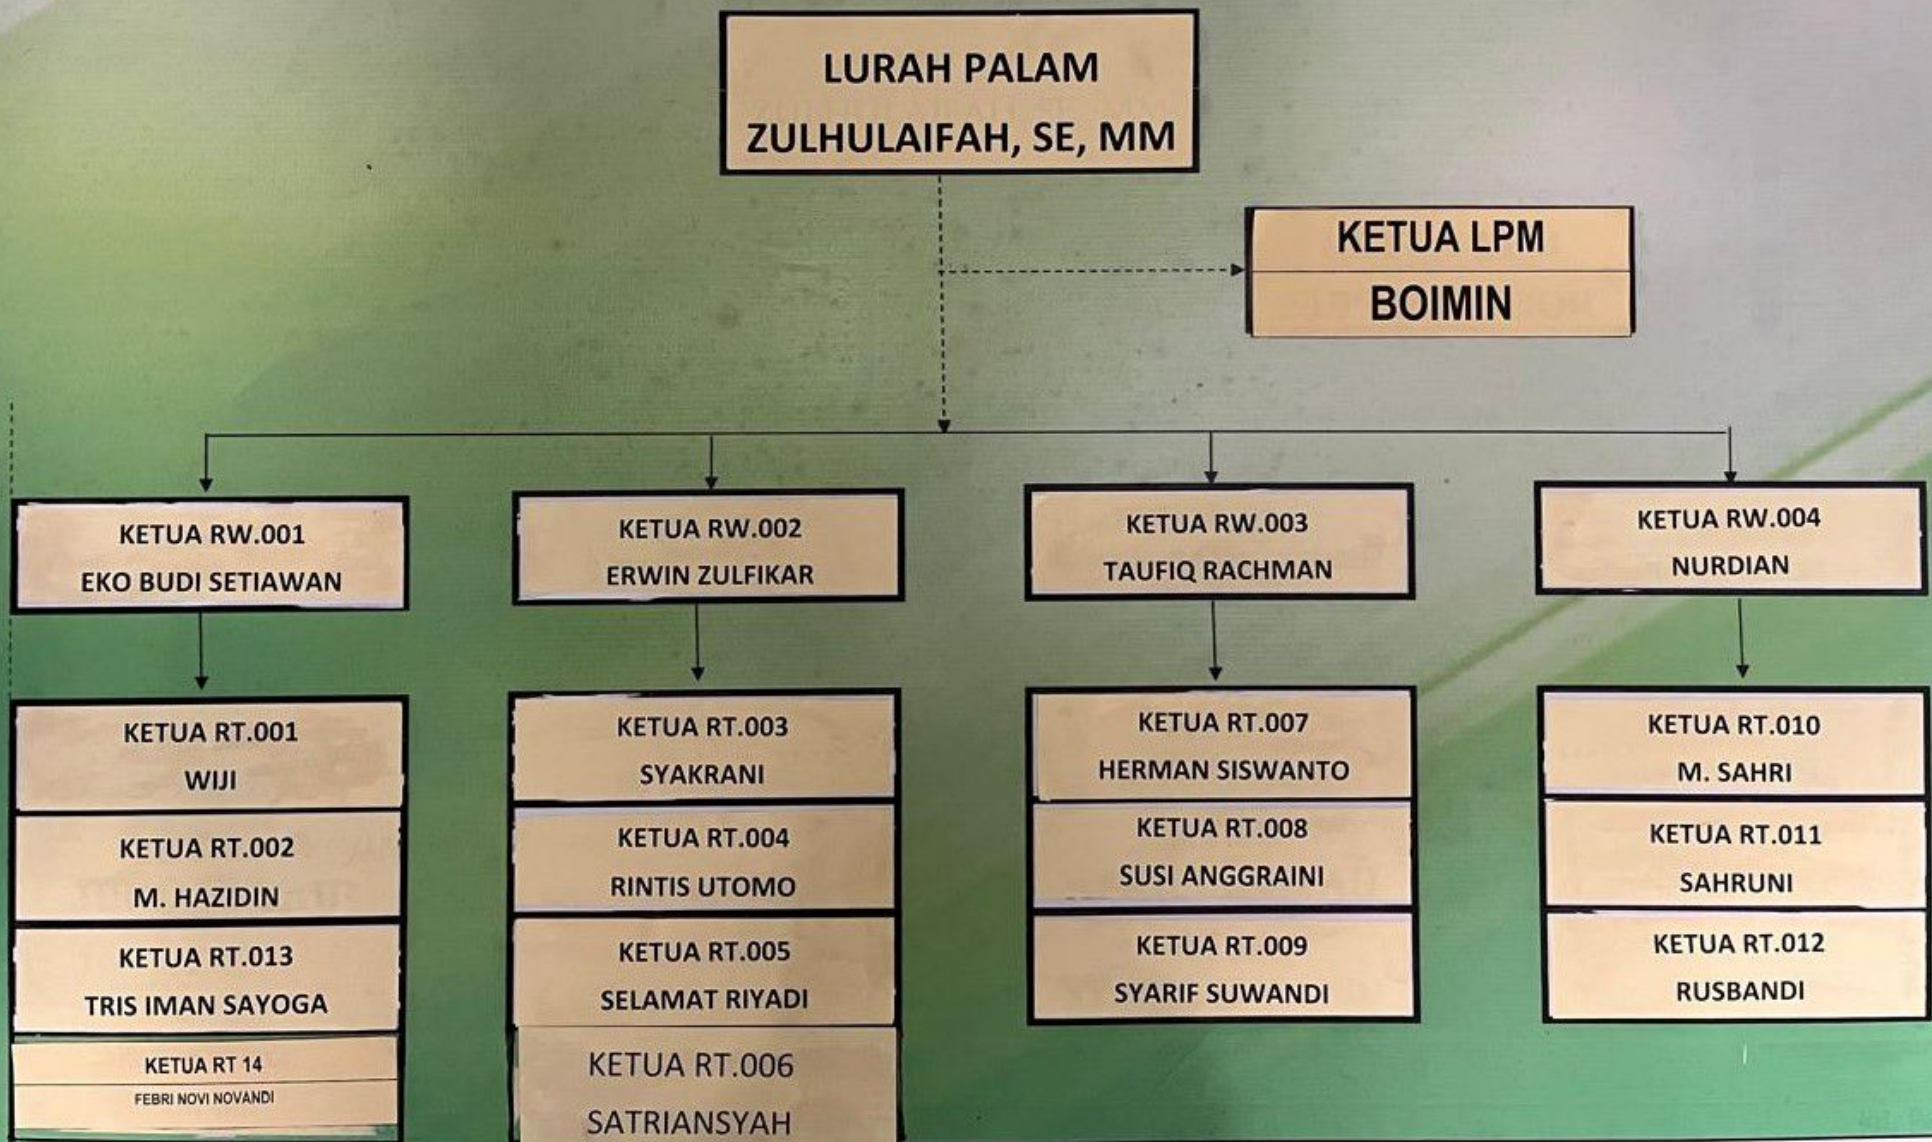 LURAH PALAM
ZULHULAIFAH, SE, MM
KETUA LPM
BOIMIN
KETUA RW.001
EKO BUDI SETIAWAN
KETUA RW.002
ERWIN ZULFIKAR
KETUA RW.003
TAUFIQ RACHMAN
KETUA RW.004
NURDIAN
KETUA RT.001
WIJI
KETUA RT.002
M. HAZIDIN
KETUA RT.013
TRIS IMAN SAYOGA
KETUA RT 14
FEBRI NOVI NOVANDI
KETUA RT.003
SYAKRANI
KETUA RT.004
RINTIS UTOMO
KETUA RT.005
SELAMAT RIYADI
KETUA RT.006
SATRIANSYAH
KETUA RT.007
HERMAN SISWANTO
KETUA RT.008
SUSI ANGGRAINI
KETUA RT.009
SYARIF SUWANDI
KETUA RT.010
M. SAHRI
KETUA RT.011
SAHRUNI
KETUA RT.012
RUSBANDI